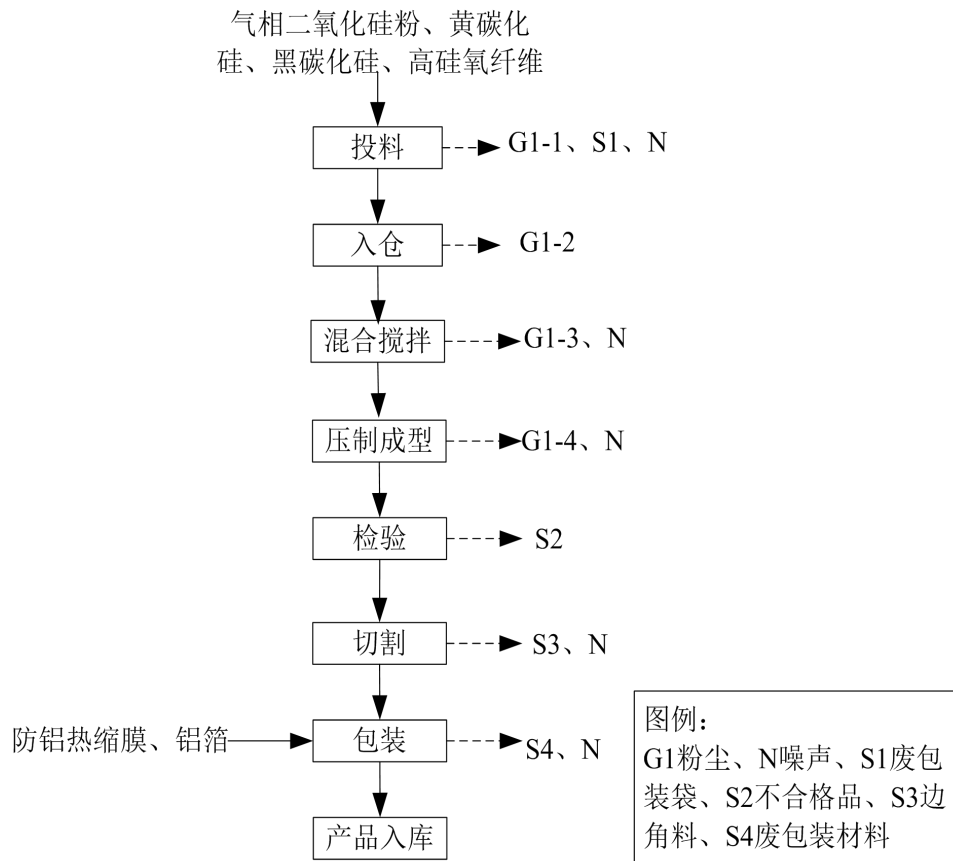 气相二氧化硅粉、黄碳化
硅、黑碳化硅、高硅氧纤维
投料
G1-1、S1、N
入仓
G1-2
混合搅拌
G1-3、N
压制成型
G1-4、N
检验
S2
切割
S3、N
防铝热缩膜、铝箔
包装
S4、N
产品入库
图例：
G1粉尘、N噪声、S1废包
装袋、S2不合格品、S3边
角料、S4废包装材料